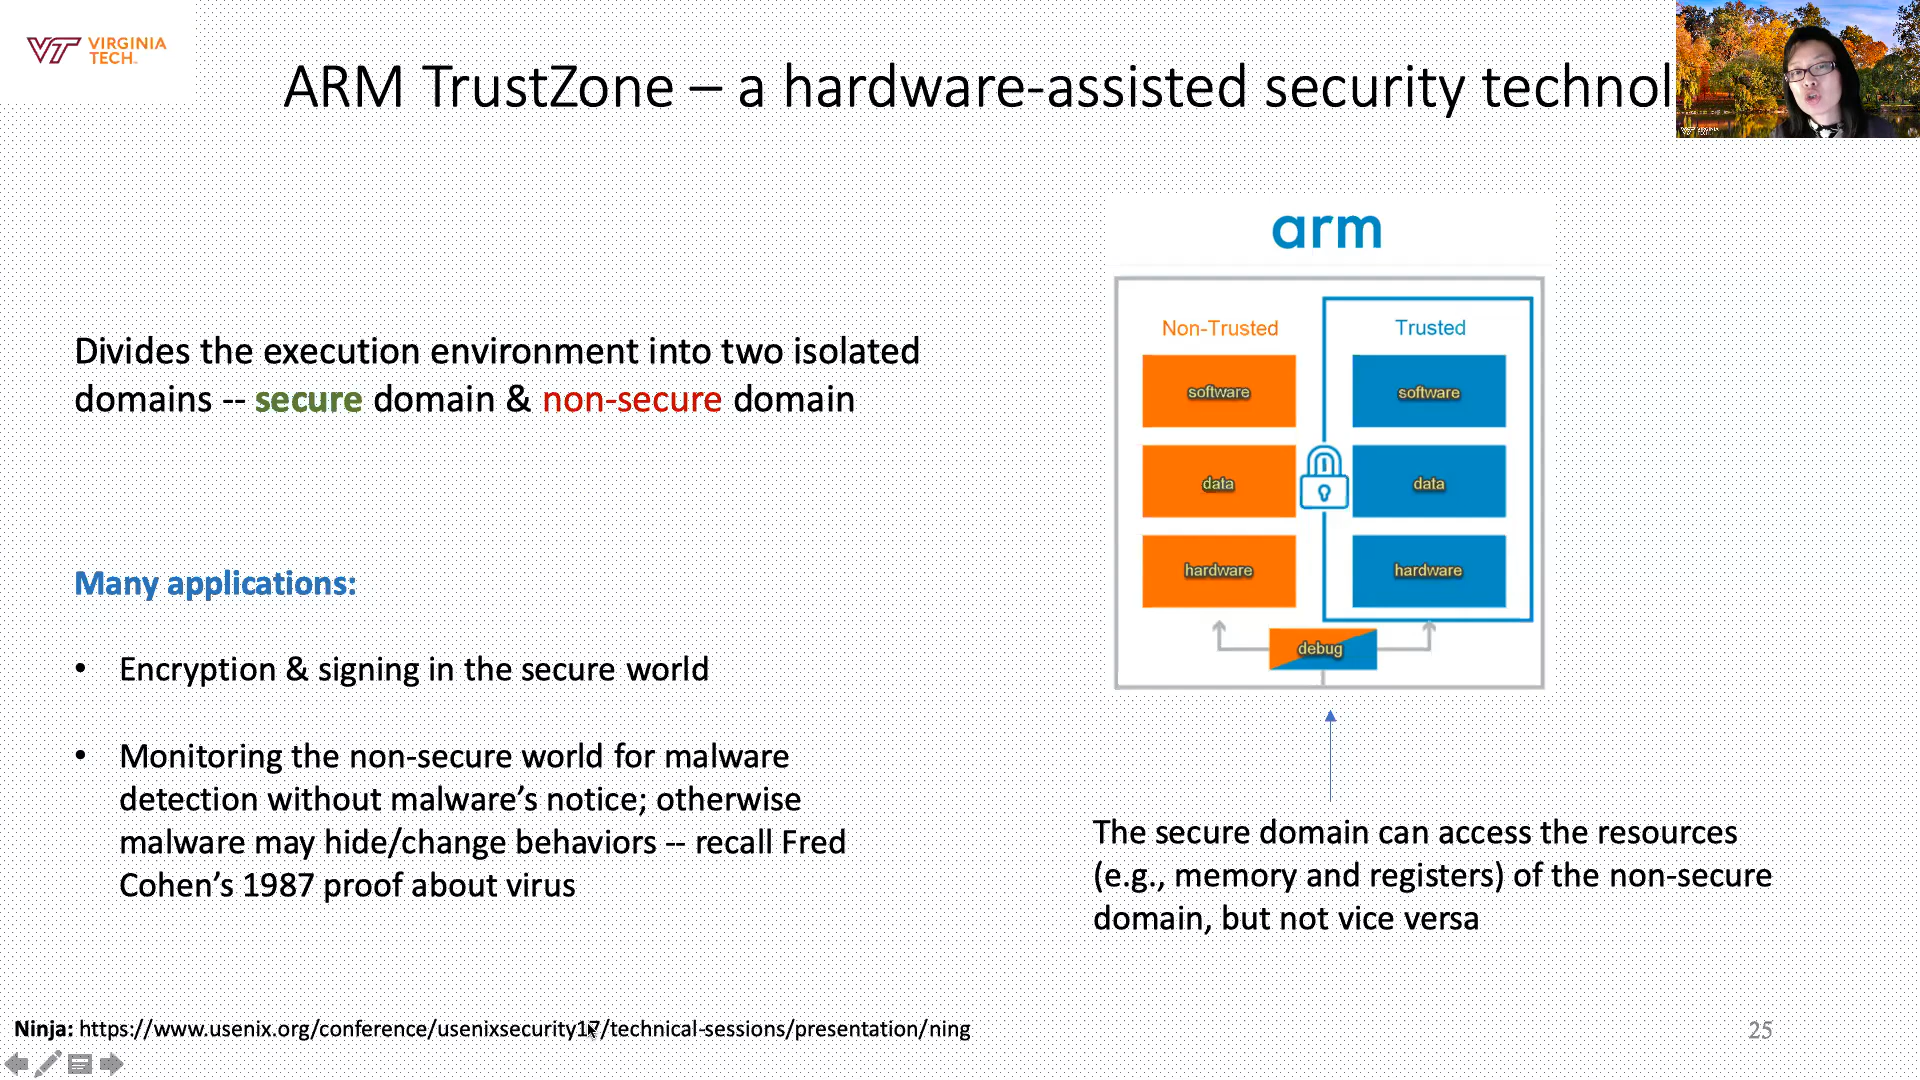 VIRGINIA
TECH
ARM TrustZone – a hardware-assisted security technol
arm
Non-Trusted
Trusted
software
software
data
data
hardware
hardware
debug
Divides the execution environment into two isolated
domains -- secure domain & non-secure domain
Many applications:
• Encryption & signing in the secure world
• Monitoring the non-secure world for malware
detection without malware’s notice; otherwise
malware may hide/change behaviors -- recall Fred
Cohen’s 1987 proof about virus
The secure domain can access the resources
(e.g., memory and registers) of the non-secure
domain, but not vice versa
Ninja: https://www.usenix.org/conference/usenixsecurity17/technical-sessions/presentation/ning
25